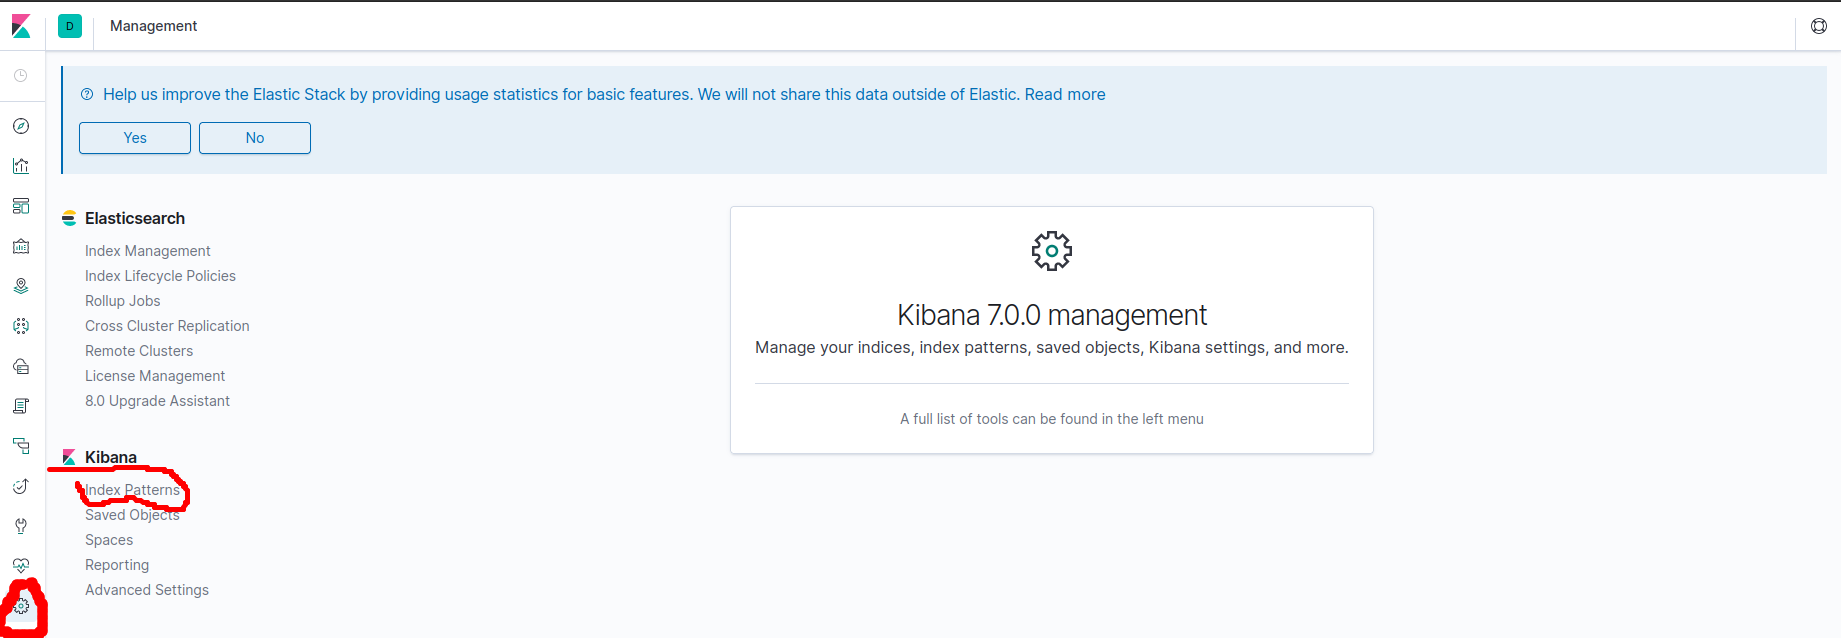 D Management
Help us improve the Elastic Stack by providing usage statistics for basic features. We will not share this data outside of Elastic. Read more
Yes No
Elasticsearch
Index Management
Index Lifecycle Policies
Rollup Jobs
Cross Cluster Replication
Remote Clusters
License Management
8.0 Upgrade Assistant
Kibana
Index Patterns
Saved Objects
Spaces
Reporting
Advanced Settings
Kibana 7.0.0 management
Manage your indices, index patterns, saved objects, Kibana settings, and more.
A full list of tools can be found in the left menu